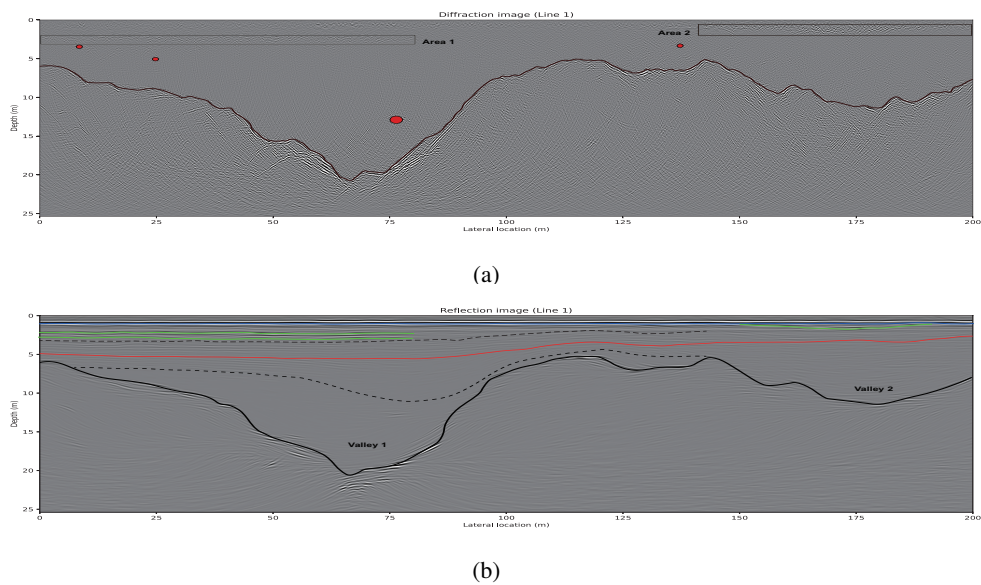 Diffraction image (Line 1)
0
5
10
15
20
25
Depth (m)
Area 1
Area 2
0 25 50 75 100 125 150 175 200
Lateral location (m)
(a)
Reflection image (Line 1)
0
5
10
15
20
25
Depth (m)
Valley 1
Valley 2
0 25 50 75 100 125 150 175 200
Lateral location (m)
(b)